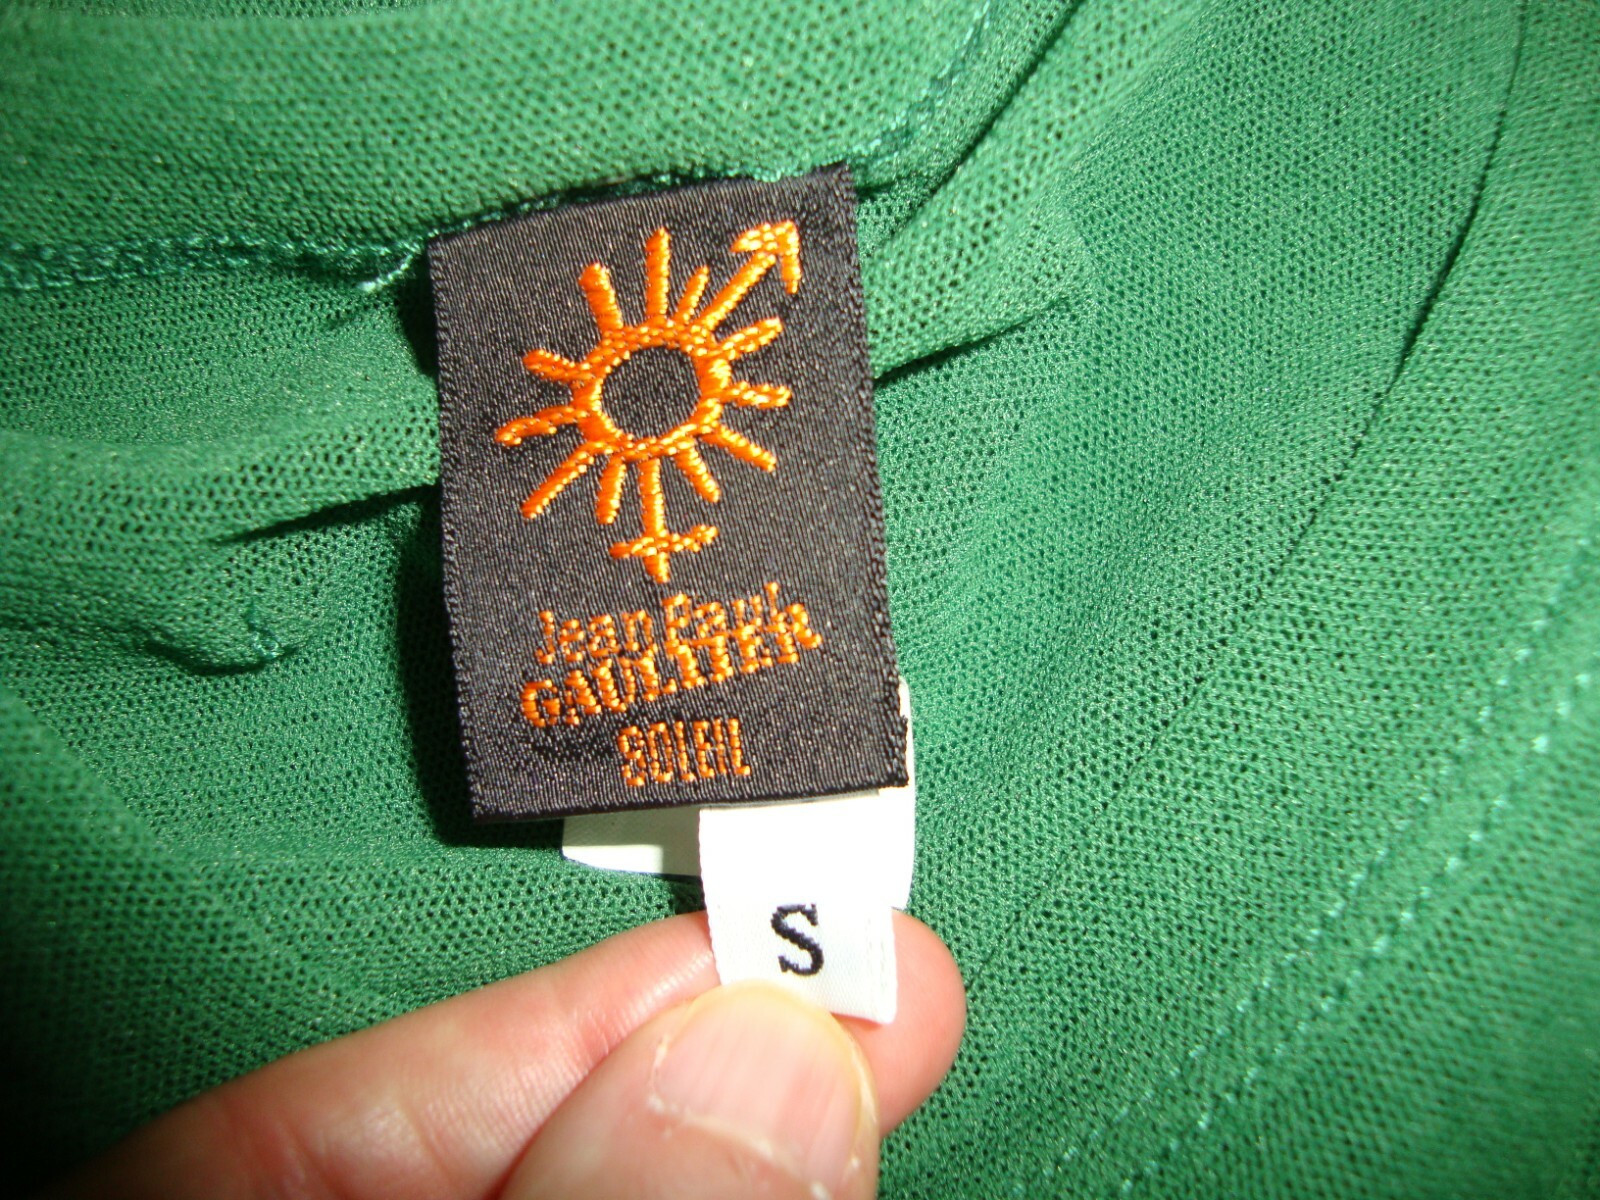 Jean Paul
GAULTIER
SOLEIL
S